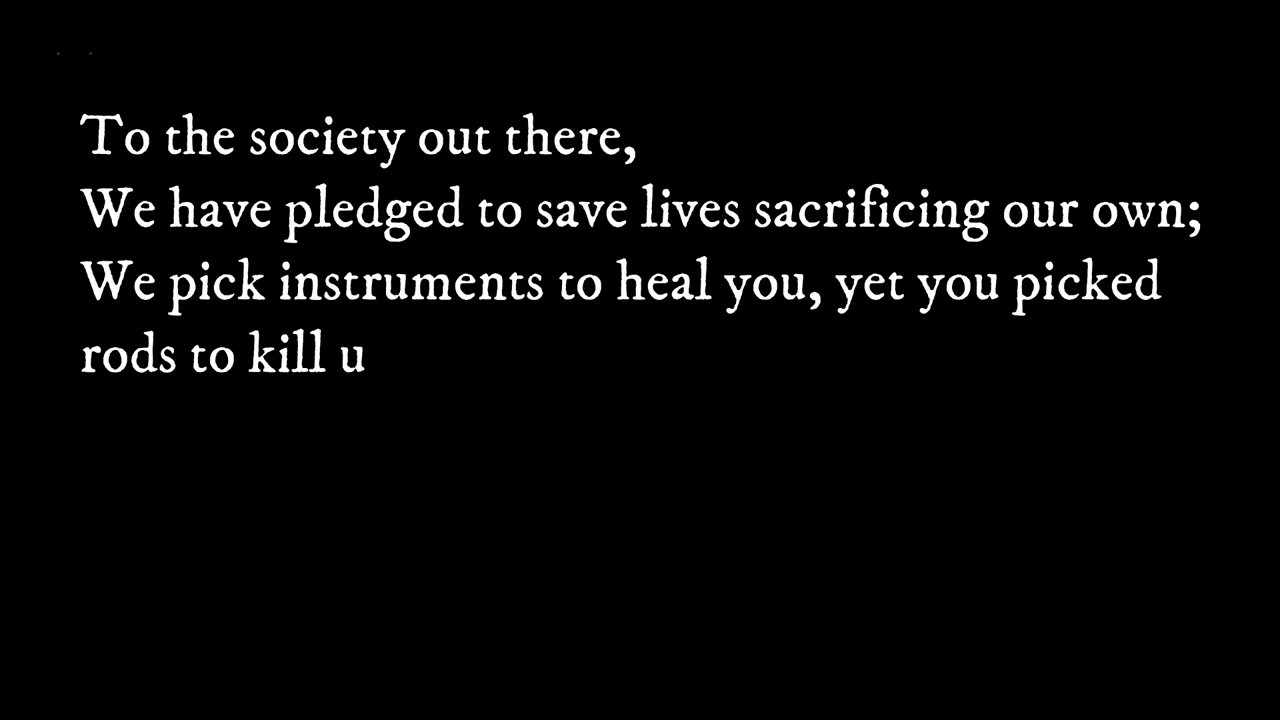 To the society out there,
We have pledged to save lives sacrificing our own;
We pick instruments to heal you, yet you picked
rods to kill u